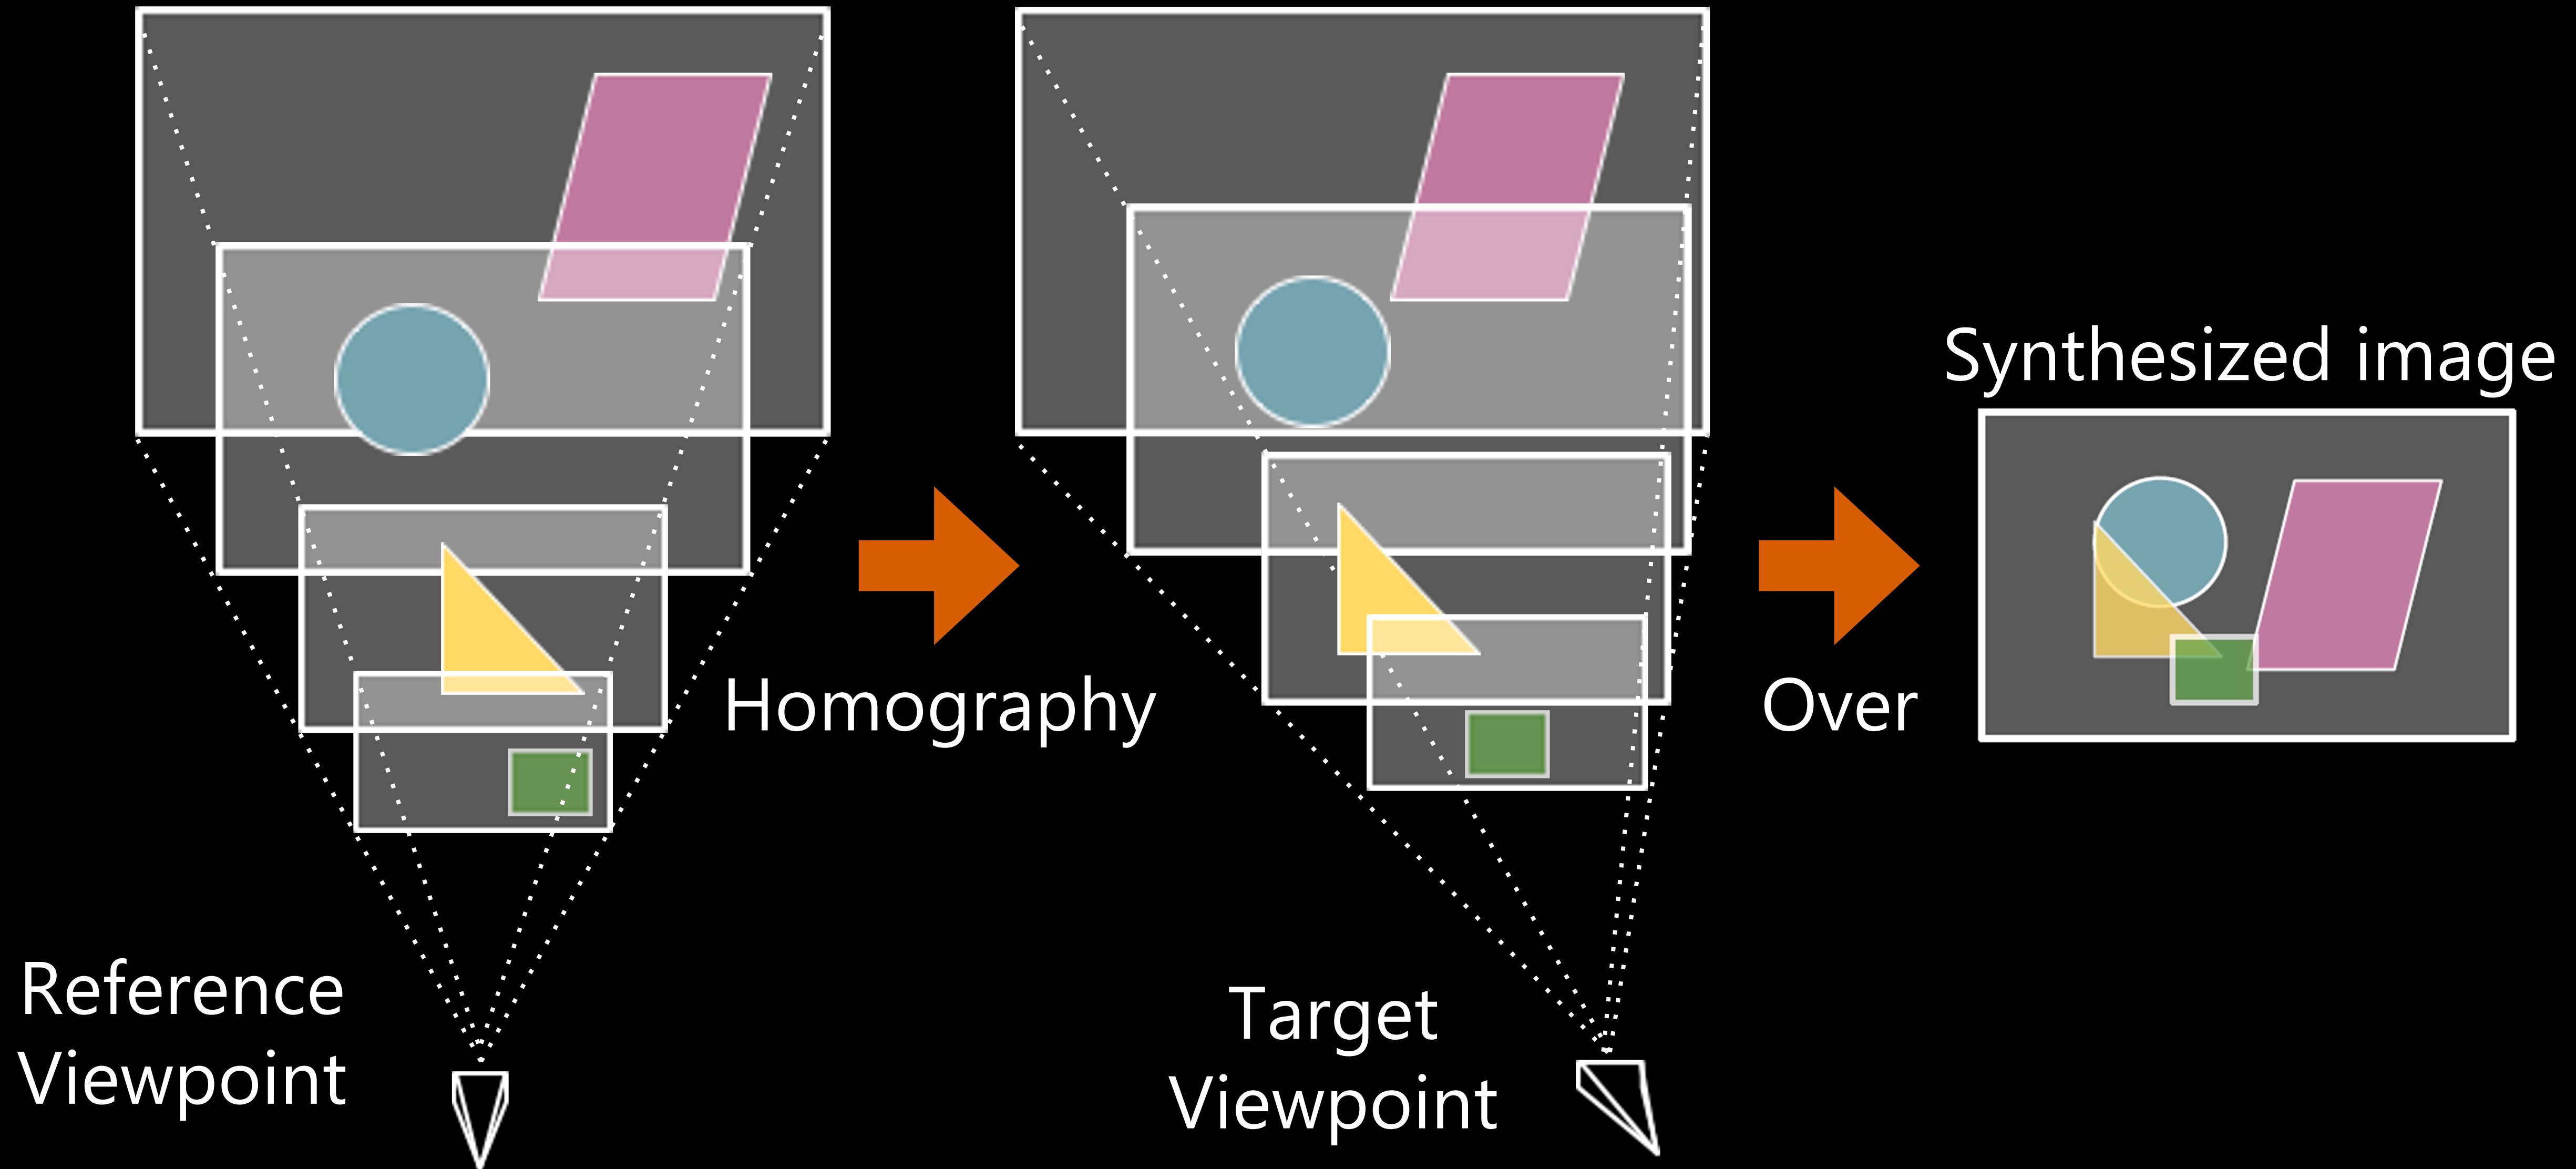 Reference
Viewpoint
Homography
Target
Viewpoint
Over
Synthesized image